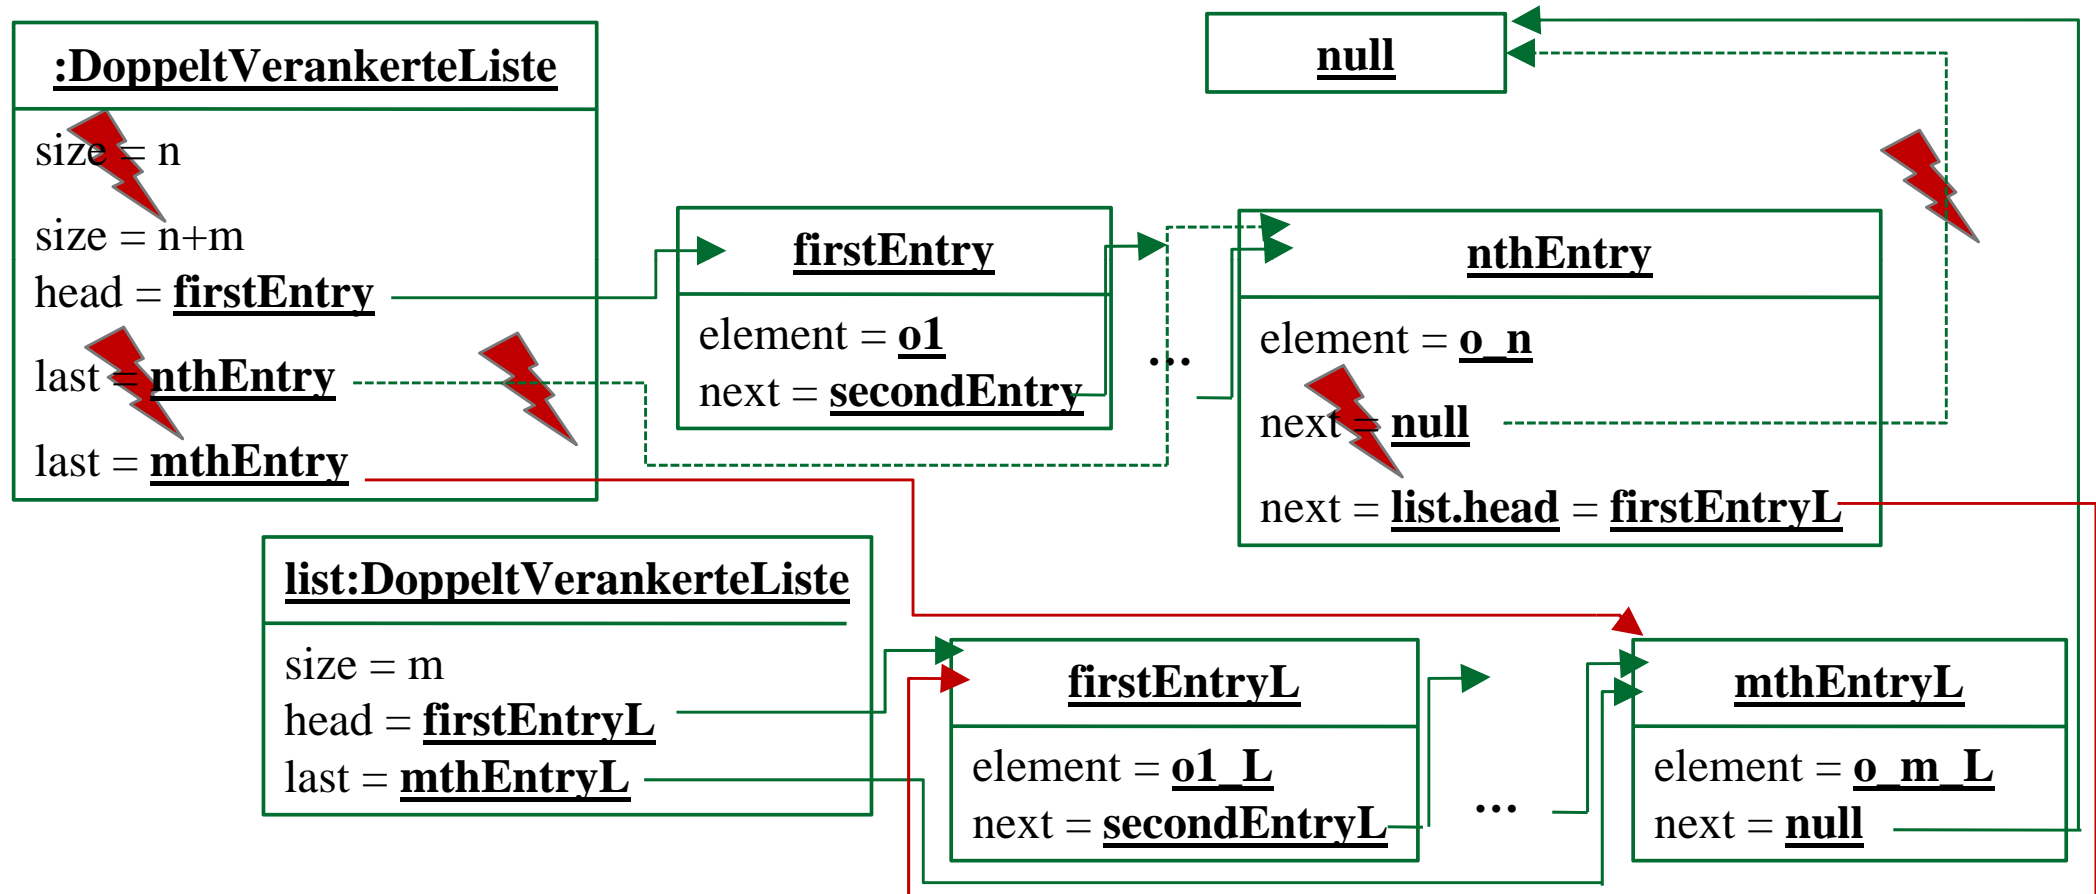 :DoppeltVerankerteListe
size = n
size = n+m
head = firstEntry
last = nthEntry
last = mthEntry
null
firstEntry
element = o1
next = secondEntry
...
nthEntry
element = o_n
next = null
next = list.head = firstEntryL
list:DoppeltVerankerteListe
size = m
head = firstEntryL
last = mthEntryL
firstEntryL
element = o1_L
next = secondEntryL
...
mthEntryL
element = o_m_L
next = null